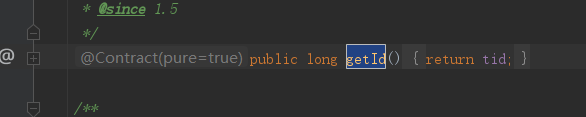 * @since 1.5
*/
@ @Contract(pure=true) public long getId() { return tid; }
/**